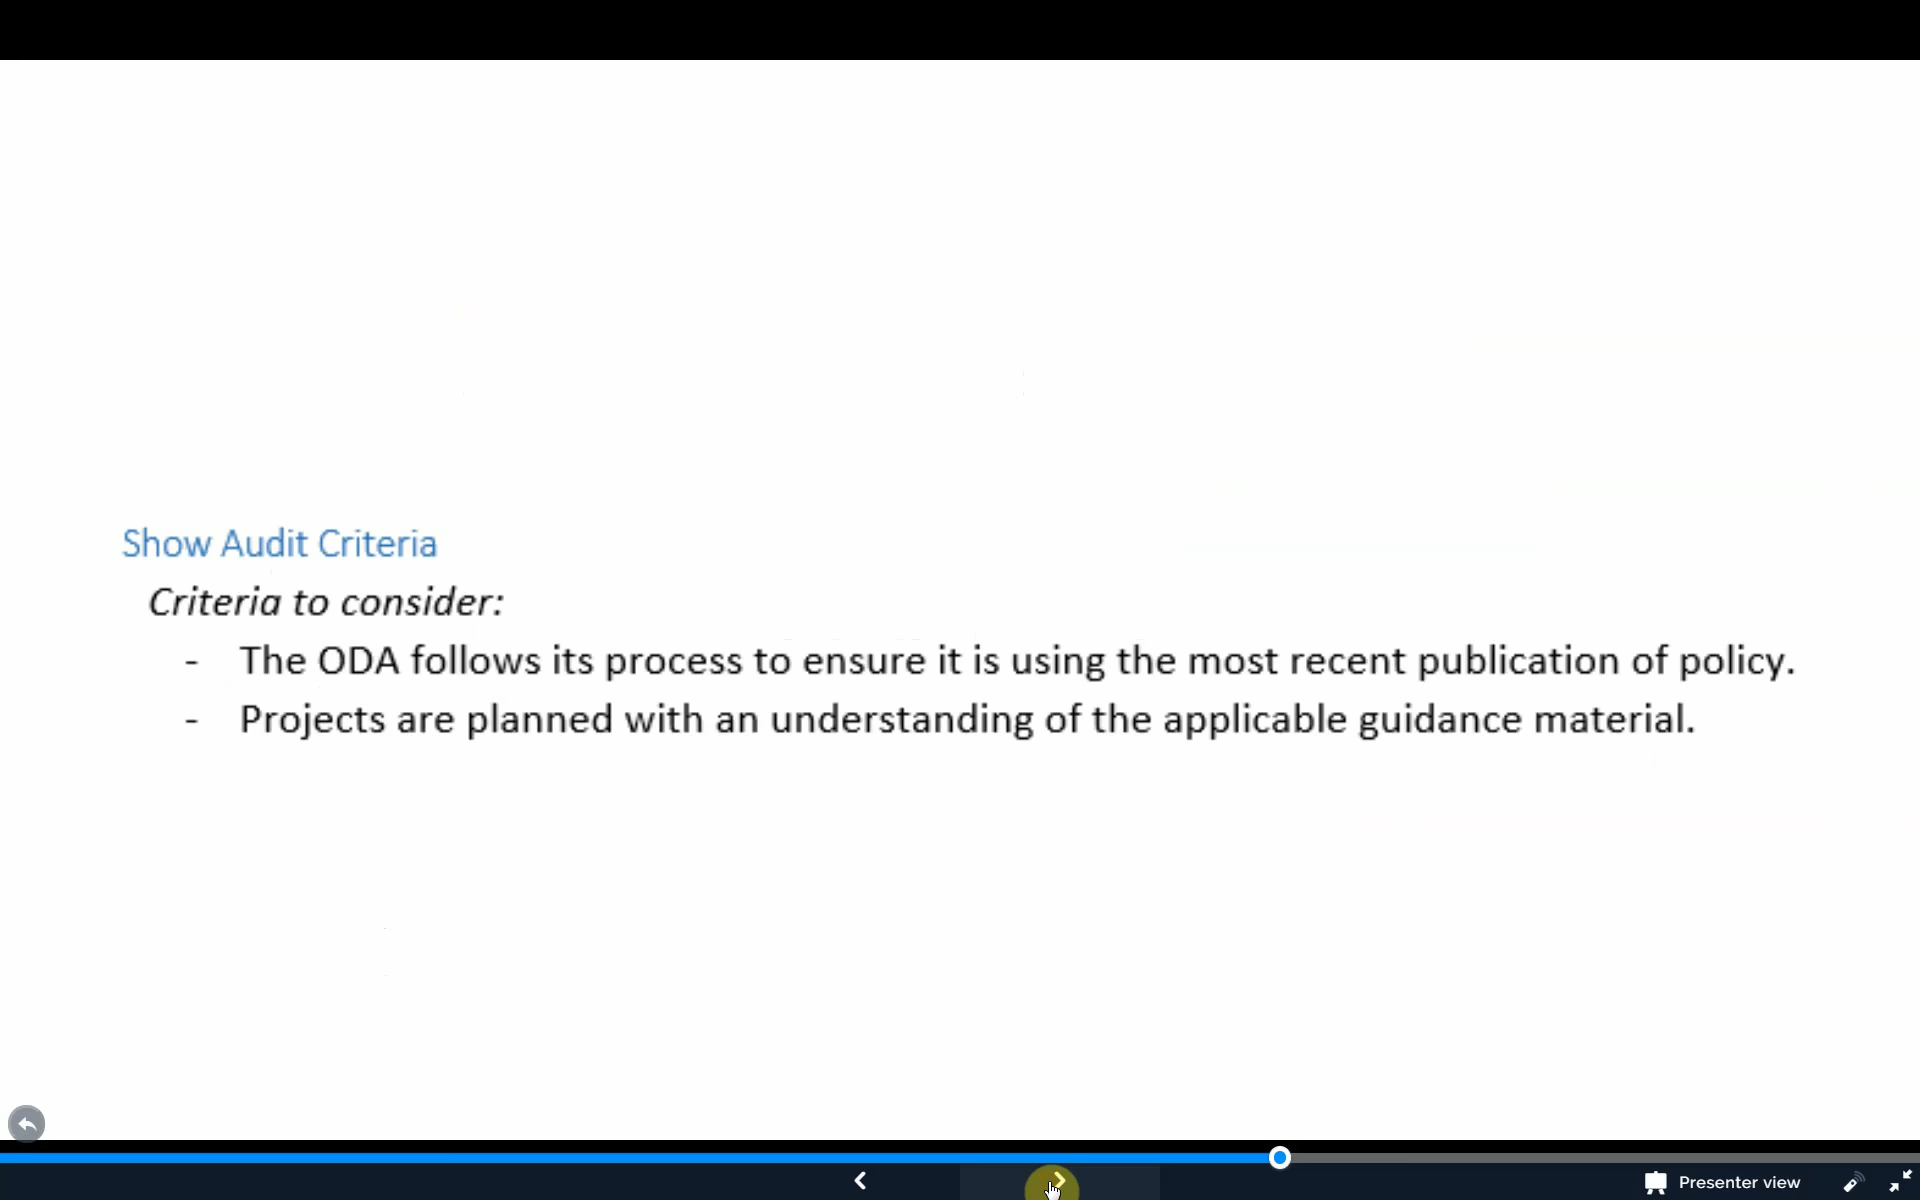 Show Audit Criteria
Criteria to consider:
- The ODA follows its process to ensure it is using the most recent publication of policy.
- Projects are planned with an understanding of the applicable guidance material.
Presenter view